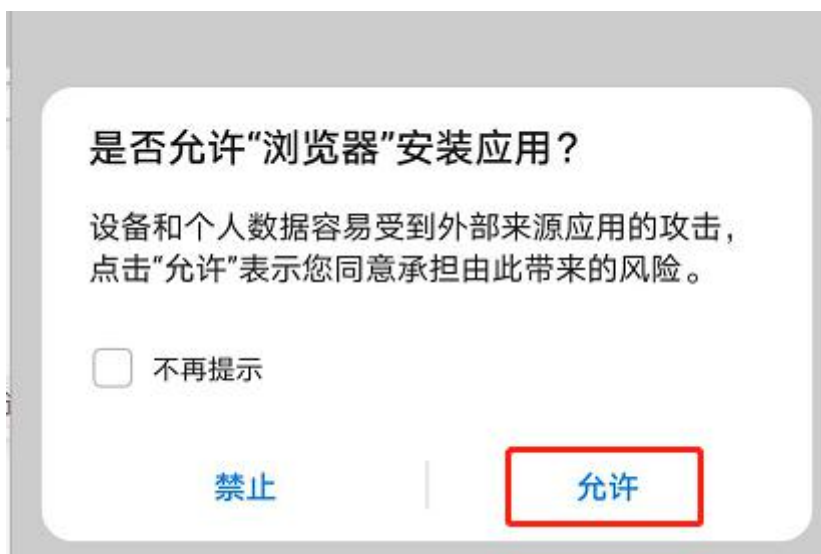 是否允许“浏览器”安装应用？
设备和个人数据容易受到外部来源应用的攻击，
点击“允许”表示您同意承担由此带来的风险。
不再提示
禁止
允许